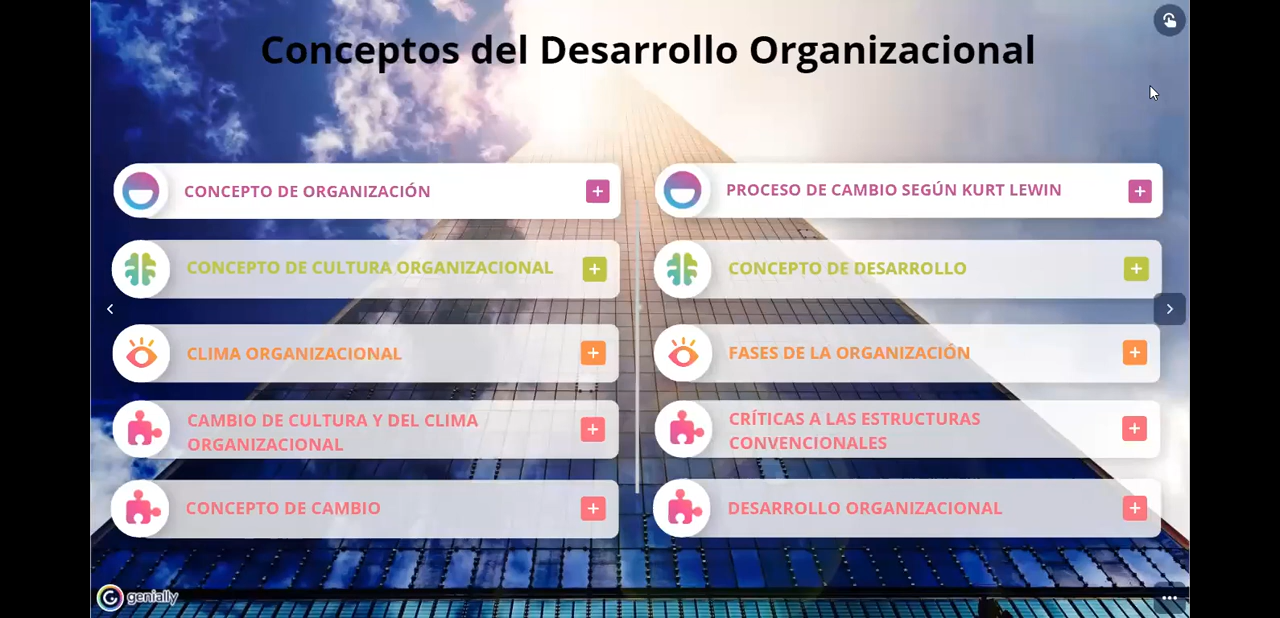 Conceptos del Desarrollo Organizacional
CONCEPTO DE ORGANIZACIÓN
CONCEPTO DE CULTURA ORGANIZACIONAL
CLIMA ORGANIZACIONAL
CAMBIO DE CULTURA Y DEL CLIMA
ORGANIZACIONAL
CONCEPTO DE CAMBIO
PROCESO DE CAMBIO SEGÚN KURT LEWIN
CONCEPTO DE DESARROLLO
FASES DE LA ORGANIZACIÓN
CRÍTICAS A LAS ESTRUCTURAS
CONVENCIONALES
DESARROLLO ORGANIZACIONAL
genially